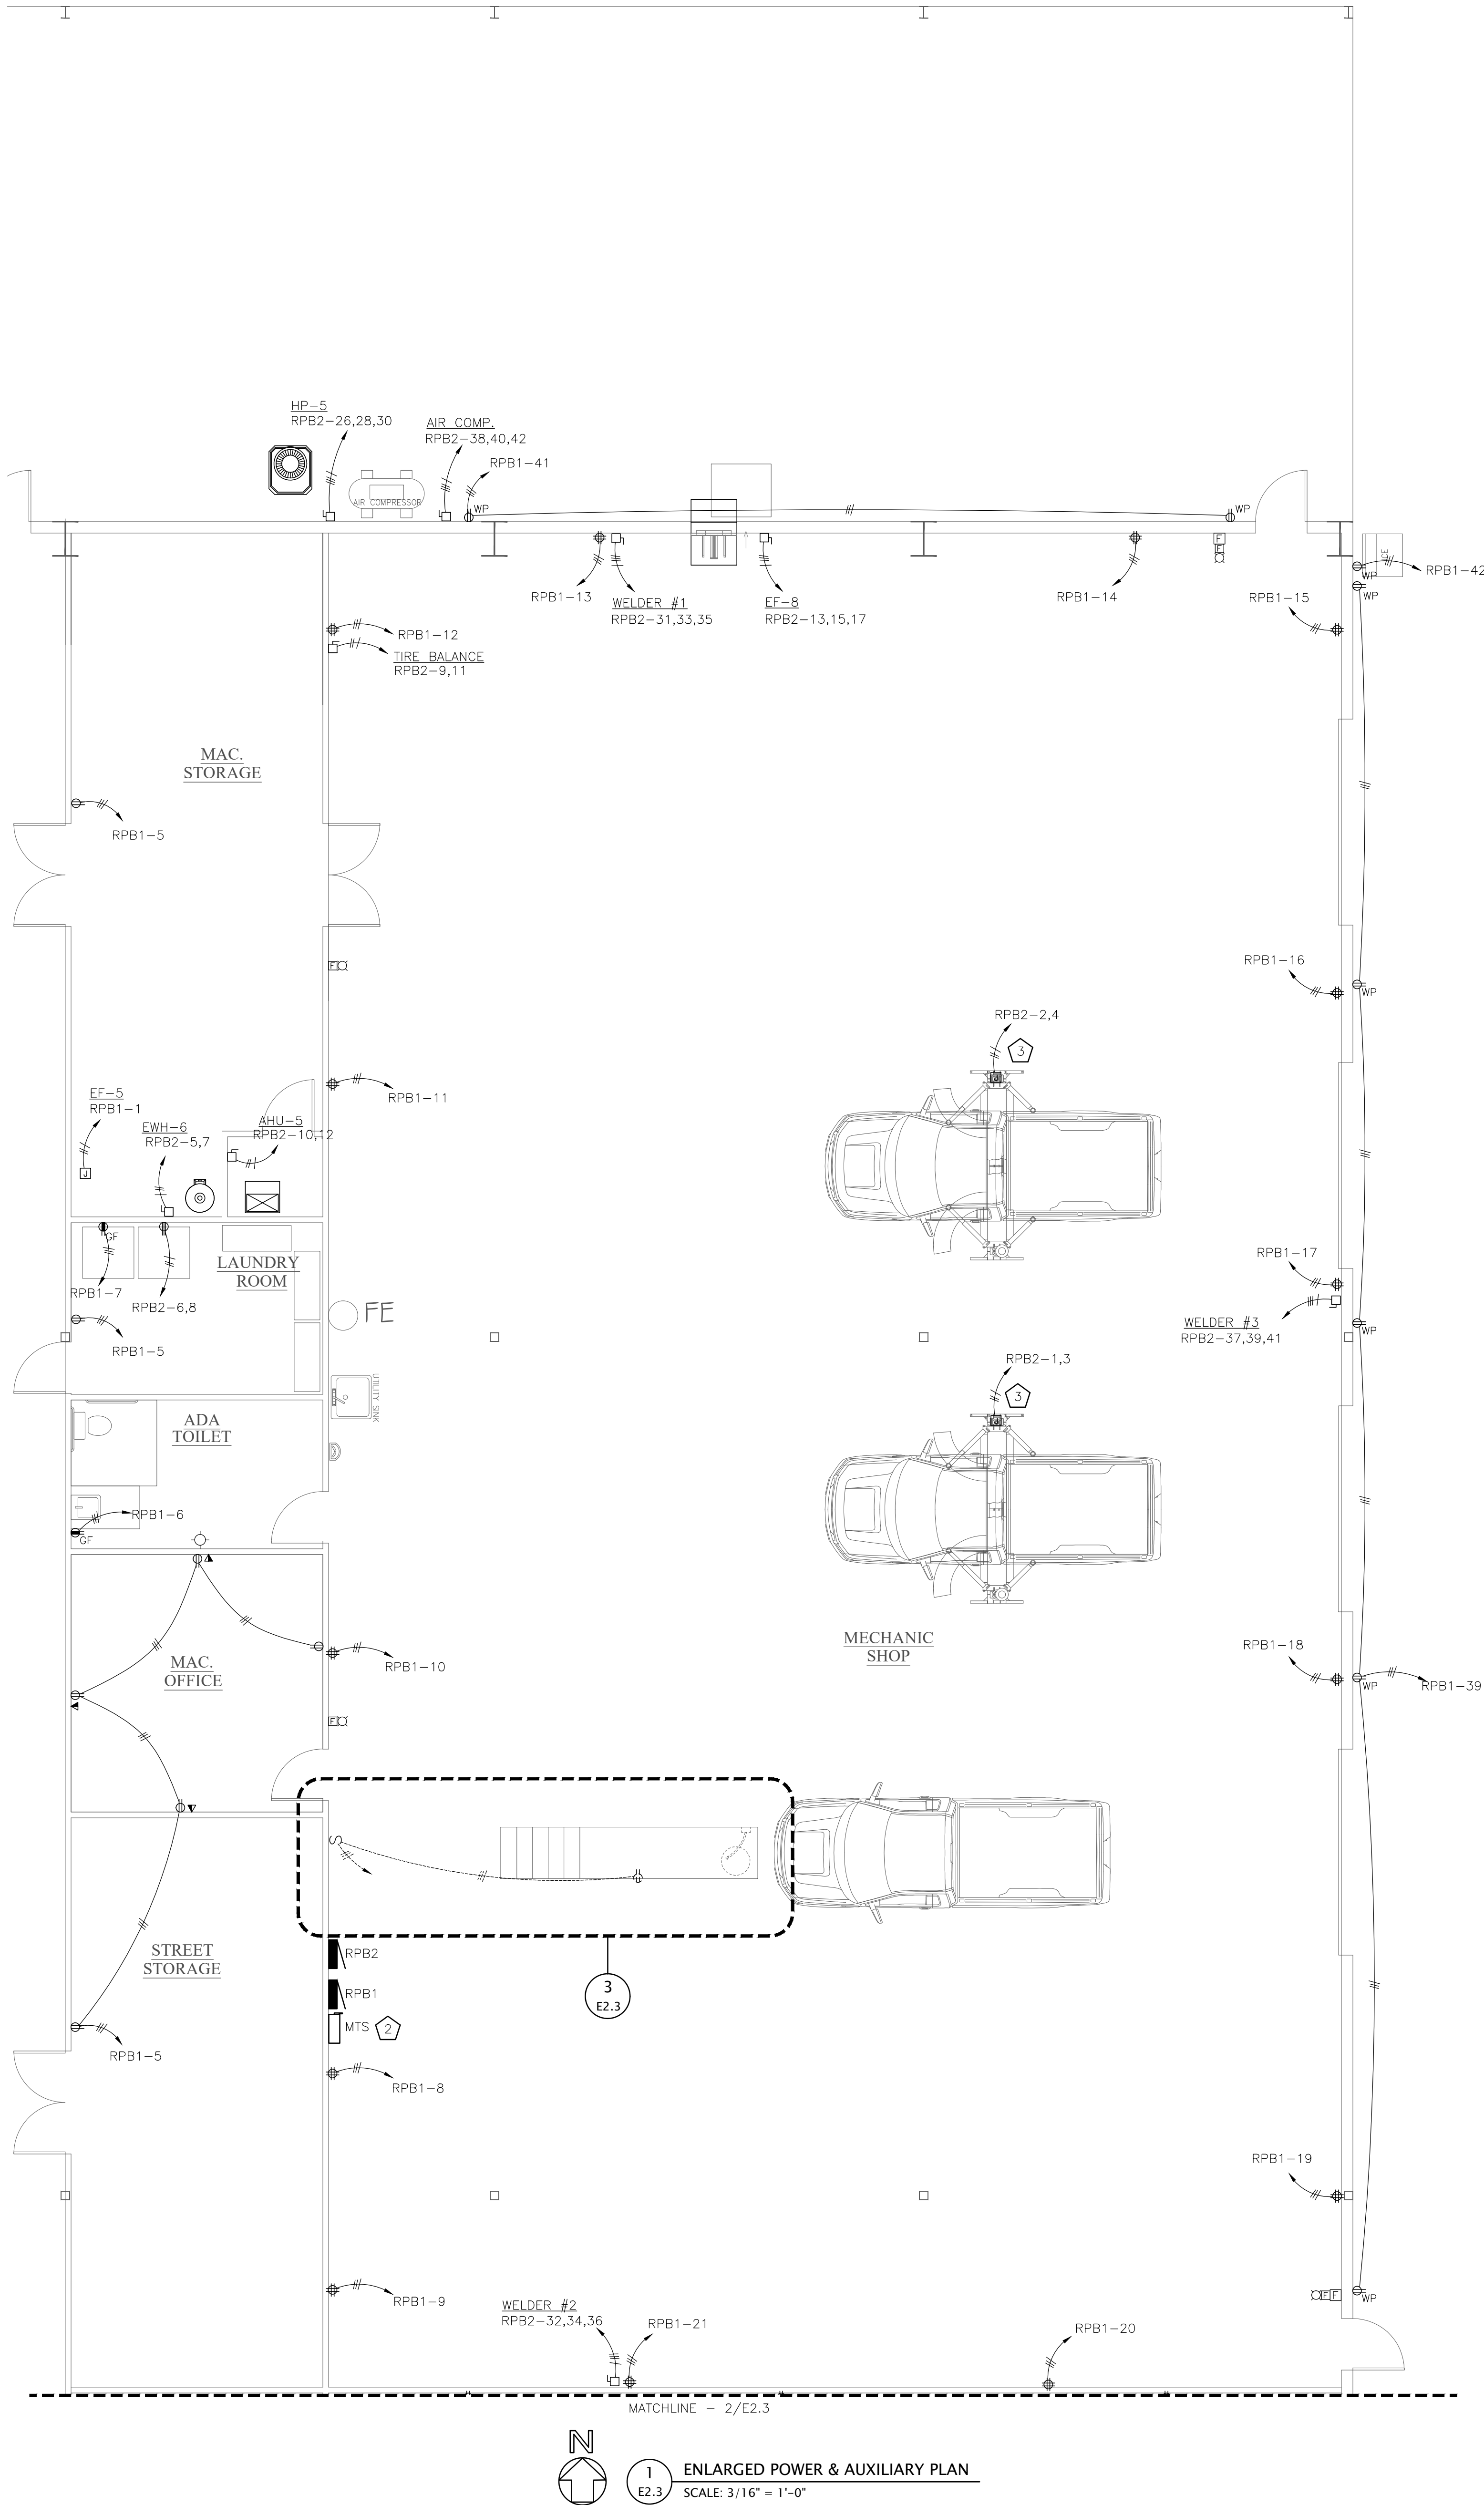 HP-5
RPB2-26,28,30
AIR COMP.
RPB2-38,40,42
RPB1-41
AIR COMPRESSOR
WP
WP
RPB1-13
WELDER #1
RPB2-31,33,35
EF-8
RPB2-13,15,17
RPB1-14
F
F
WP
WP
RPB1-42
RPB1-15
RPB1-12
TIRE BALANCE
RPB2-9,11
MAC.
STORAGE
RPB1-5
F
RPB1-16
WP
RPB2-2,4
3
J
EF-5
RPB1-1
J
EWH-6
RPB2-5,7
AHU-5
RPB2-10,12
RPB1-11
GF
LAUNDRY
ROOM
RPB1-7
RPB2-6,8
RPB1-5
FE
RPB1-17
WELDER #3
RPB2-37,39,41
WP
RPB2-1,3
3
J
UTILITY SINK
ADA
TOILET
RPB1-6
GF
MAC.
OFFICE
RPB1-10
F
MECHANIC
SHOP
RPB1-18
WP
RPB1-39
S
STREET
STORAGE
RPB2
RPB1
MTS
2
3
E2.3
RPB1-5
RPB1-8
RPB1-19
RPB1-9
WELDER #2
RPB2-32,34,36
RPB1-21
RPB1-20
F
F
WP
MATCHLINE - 2/E2.3
N
1
E2.3
ENLARGED POWER & AUXILIARY PLAN
SCALE: 3/16" = 1'-0"